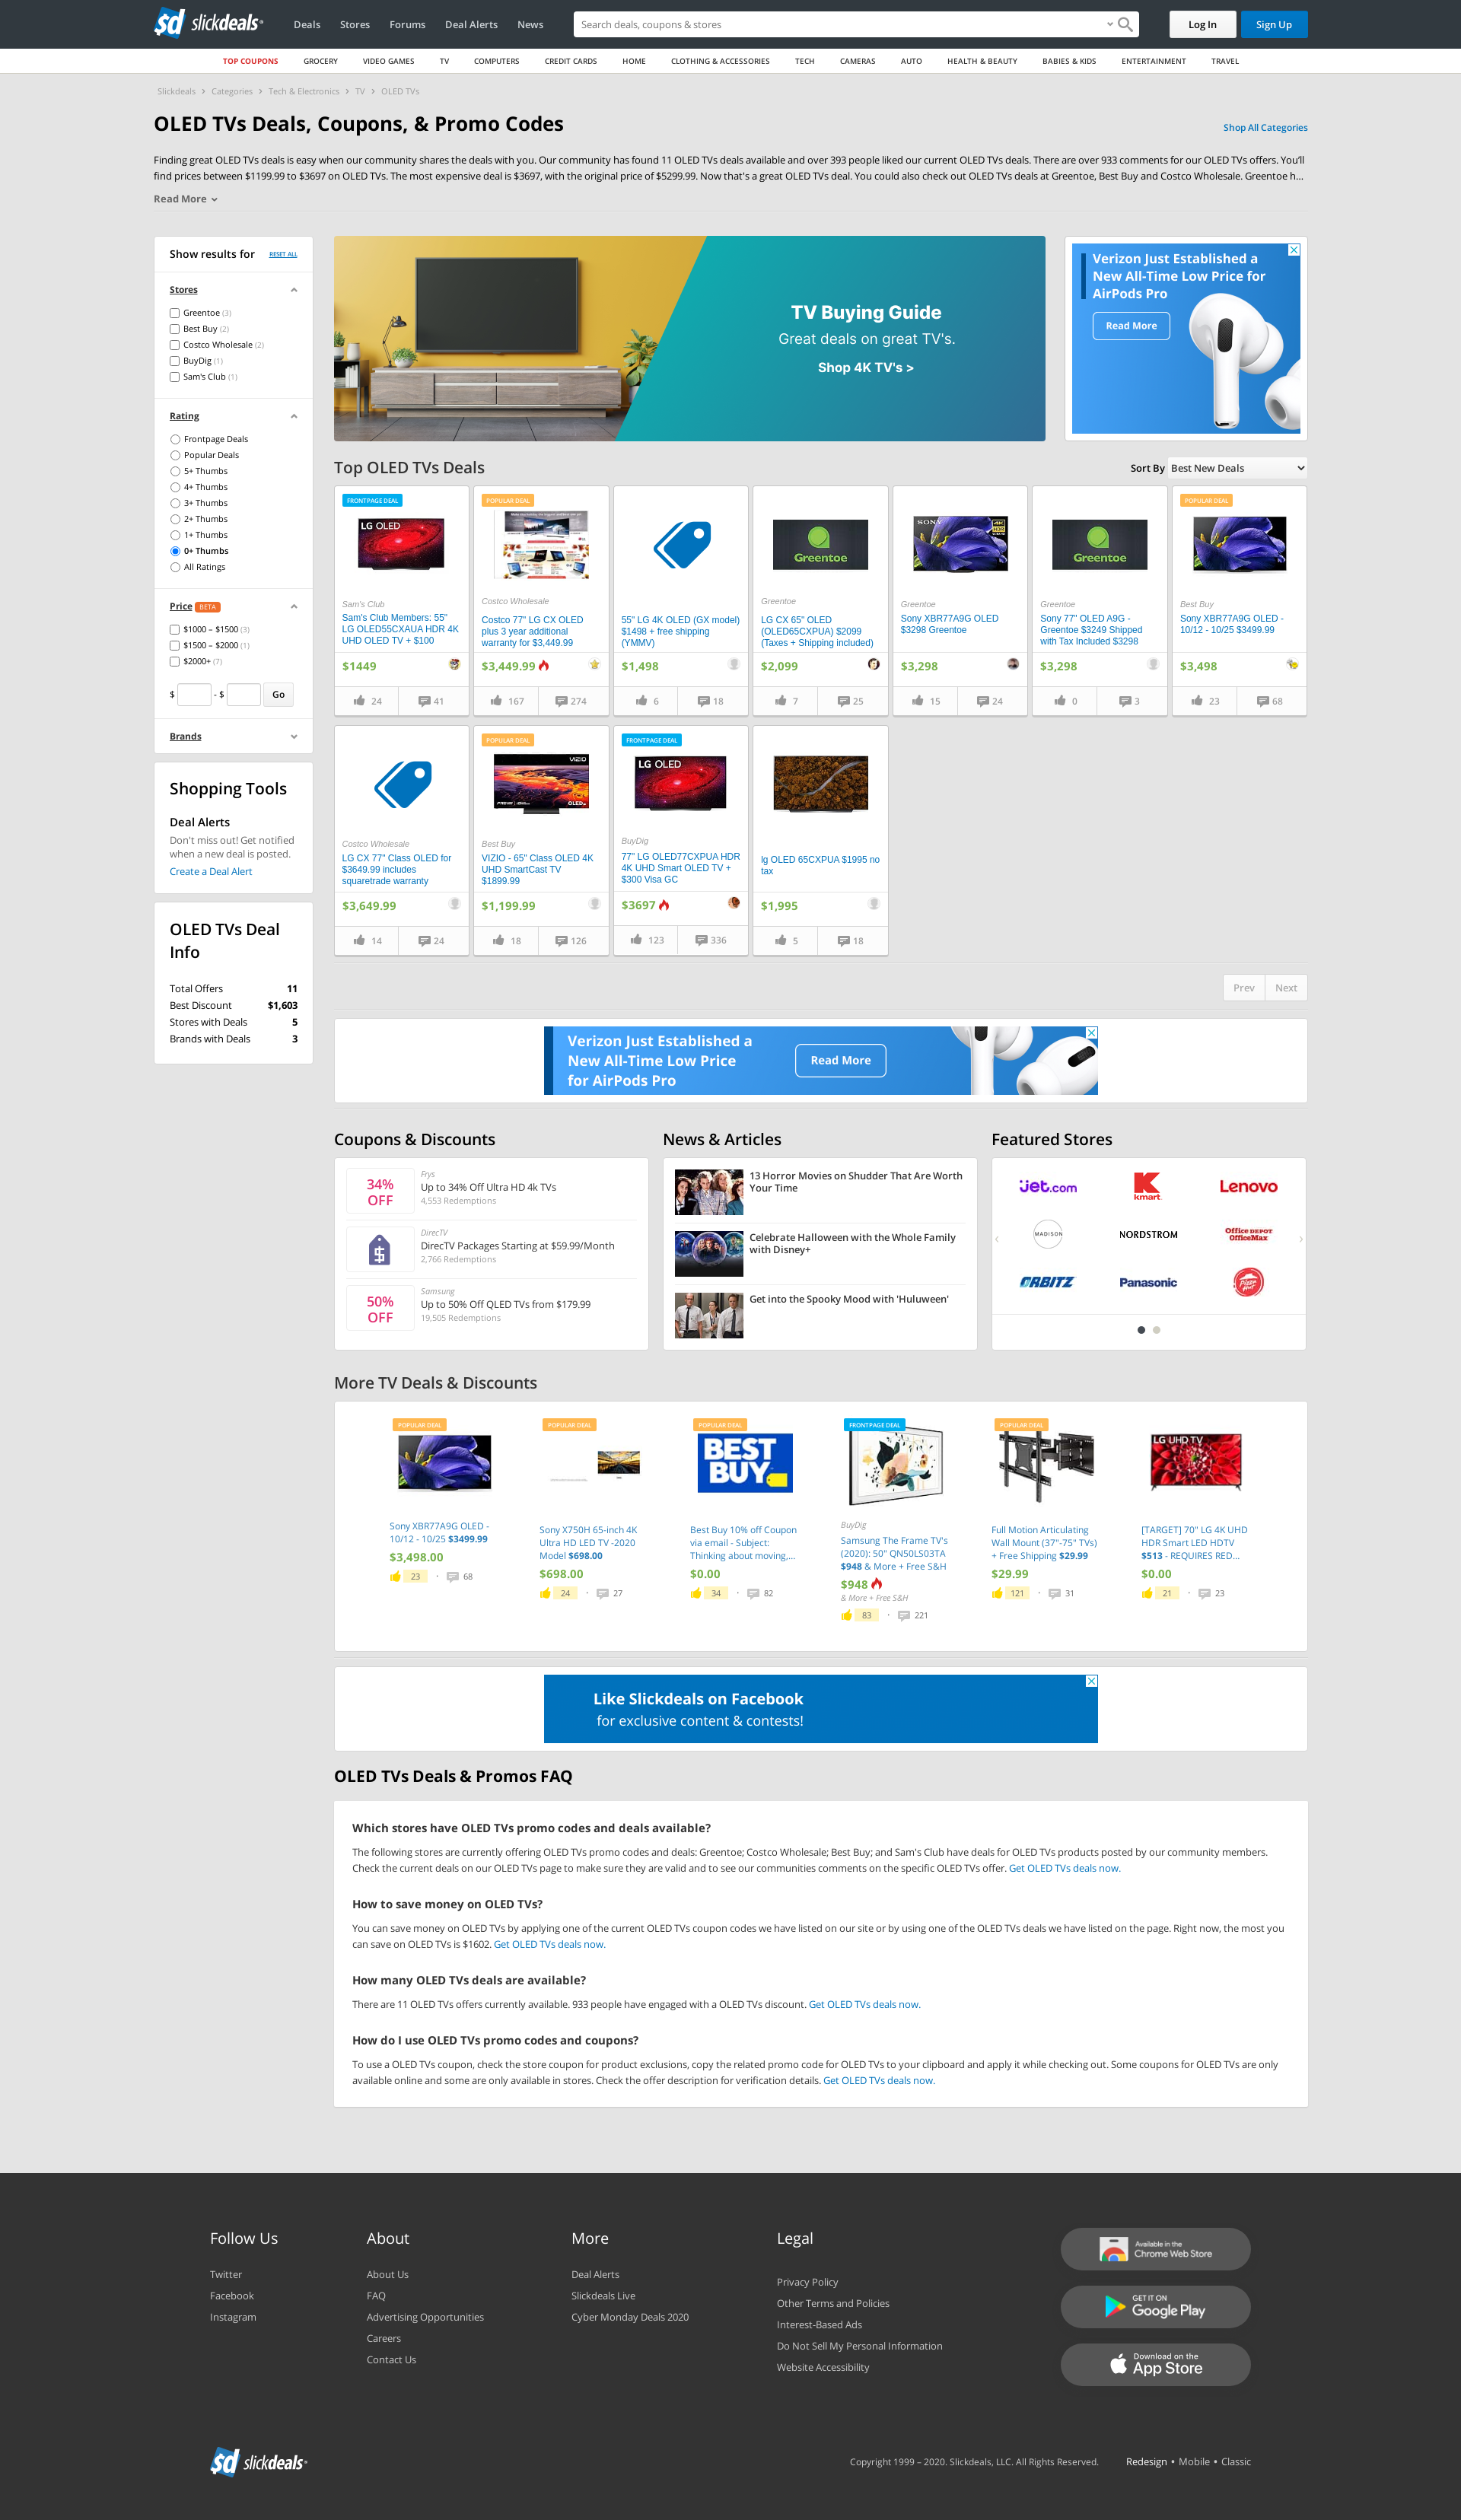 sd slickdeals
Deals
Stores
Forums
Deal Alerts
News
Search deals, coupons & stores
Log In
Sign Up
TOP COUPONS
GROCERY
VIDEO GAMES
TV
COMPUTERS
CREDIT CARDS
HOME
CLOTHING & ACCESSORIES
TECH
CAMERAS
AUTO
HEALTH & BEAUTY
BABIES & KIDS
ENTERTAINMENT
TRAVEL
Slickdeals > Categories > Tech & Electronics > TV > OLED TVs
OLED TVs Deals, Coupons, & Promo Codes
Shop All Categories
Finding great OLED TVs deals is easy when our community shares the deals with you. Our community has found 11 OLED TVs deals available and over 393 people liked our current OLED TVs deals. There are over 933 comments for our OLED TVs offers. You'll
find prices between $1199.99 to $3697 on OLED TVs. The most expensive deal is $3697, with the original price of $5299.99. Now that's a great OLED TVs deal. You could also check out OLED TVs deals at Greentoe, Best Buy and Costco Wholesale. Greentoe h...
Read More
Show results for
RESET ALL
Stores
Greentoe (3)
Best Buy (2)
Costco Wholesale (2)
BuyDig (1)
Sam's Club (1)
Rating
Frontpage Deals
Popular Deals
5+ Thumbs
4+ Thumbs
3+ Thumbs
2+ Thumbs
1+ Thumbs
0+ Thumbs
All Ratings
Price BETA
$1000 – $1500 (3)
$1500 – $2000 (1)
$2000+ (7)
$ - $ Go
Brands
Shopping Tools
Deal Alerts
Don't miss out! Get notified
when a new deal is posted.
Create a Deal Alert
OLED TVs Deal
Info
Total Offers 11
Best Discount $1,603
Stores with Deals 5
Brands with Deals 3
TV Buying Guide
Great deals on great TV's.
Shop 4K TV's >
Verizon Just Established a
New All-Time Low Price for
AirPods Pro
Read More
Top OLED TVs Deals
Sort By Best New Deals
FRONTPAGE DEAL
LG OLED
Sam's Club
Sam's Club Members: 55"
LG OLED55CXAUA HDR 4K
UHD OLED TV + $100
$1449
24
41
POPULAR DEAL
Costco Wholesale
Costco 77" LG CX OLED
plus 3 year additional
warranty for $3,449.99
$3,449.99
167
274
55" LG 4K OLED (GX model)
$1498 + free shipping
(YMMV)
$1,498
6
18
Greentoe
Greentoe
LG CX 65" OLED
(OLED65CXPUA) $2099
(Taxes + Shipping included)
$2,099
7
25
SONY
4K
HDR
Greentoe
Sony XBR77A9G OLED
$3298 Greentoe
$3,298
15
24
Greentoe
Greentoe
Sony 77" OLED A9G -
Greentoe $3249 Shipped
with Tax Included $3298
$3,298
0
3
POPULAR DEAL
Best Buy
Sony XBR77A9G OLED -
10/12 - 10/25 $3499.99
$3,498
23
68
Costco Wholesale
LG CX 77" Class OLED for
$3649.99 includes
squaretrade warranty
$3,649.99
14
24
POPULAR DEAL
VIZIO
OLED
Best Buy
VIZIO - 65" Class OLED 4K
UHD SmartCast TV
$1899.99
$1,199.99
18
126
FRONTPAGE DEAL
LG OLED
BuyDig
77" LG OLED77CXPUA HDR
4K UHD Smart OLED TV +
$300 Visa GC
$3697
123
336
lg OLED 65CXPUA $1995 no
tax
$1,995
5
18
Prev
Next
Verizon Just Established a
New All-Time Low Price
for AirPods Pro
Read More
Coupons & Discounts
34%
OFF
Frys
Up to 34% Off Ultra HD 4k TVs
4,553 Redemptions
$
DirecTV
DirecTV Packages Starting at $59.99/Month
2,766 Redemptions
50%
OFF
Samsung
Up to 50% Off QLED TVs from $179.99
19,505 Redemptions
News & Articles
13 Horror Movies on Shudder That Are Worth
Your Time
Celebrate Halloween with the Whole Family
with Disney+
Get into the Spooky Mood with 'Huluween'
Featured Stores
Jet.com
K
kmart
Lenovo
MADISON
NORDSTROM
Office DEPOT
OfficeMax
ORBITZ
Panasonic
Pizza Hut
More TV Deals & Discounts
POPULAR DEAL
Sony XBR77A9G OLED -
10/12 - 10/25 $3499.99
$3,498.00
23 · 68
POPULAR DEAL
Sony X750H 65-inch 4K
Ultra HD LED TV -2020
Model $698.00
$698.00
24 · 27
POPULAR DEAL
BEST
BUY
Best Buy 10% off Coupon
via email - Subject:
Thinking about moving,...
$0.00
34 · 82
FRONTPAGE DEAL
BuyDig
Samsung The Frame TV's
(2020): 50" QN50LS03TA
$948 & More + Free S&H
$948
& More + Free S&H
83 · 221
POPULAR DEAL
Full Motion Articulating
Wall Mount (37"-75" TVs)
+ Free Shipping $29.99
$29.99
121 · 31
LG UHD TV
[TARGET] 70" LG 4K UHD
HDR Smart LED HDTV
$513 - REQUIRES RED...
$0.00
21 · 23
Like Slickdeals on Facebook
for exclusive content & contests!
OLED TVs Deals & Promos FAQ
Which stores have OLED TVs promo codes and deals available?
The following stores are currently offering OLED TVs promo codes and deals: Greentoe; Costco Wholesale; Best Buy; and Sam's Club have deals for OLED TVs products posted by our community members.
Check the current deals on our OLED TVs page to make sure they are valid and to see our communities comments on the specific OLED TVs offer. Get OLED TVs deals now.
How to save money on OLED TVs?
You can save money on OLED TVs by applying one of the current OLED TVs coupon codes we have listed on our site or by using one of the OLED TVs deals we have listed on the page. Right now, the most you
can save on OLED TVs is $1602. Get OLED TVs deals now.
How many OLED TVs deals are available?
There are 11 OLED TVs offers currently available. 933 people have engaged with a OLED TVs discount. Get OLED TVs deals now.
How do I use OLED TVs promo codes and coupons?
To use a OLED TVs coupon, check the store coupon for product exclusions, copy the related promo code for OLED TVs to your clipboard and apply it while checking out. Some coupons for OLED TVs are only
available online and some are only available in stores. Check the offer description for verification details. Get OLED TVs deals now.
Follow Us
Twitter
Facebook
Instagram
About
About Us
FAQ
Advertising Opportunities
Careers
Contact Us
More
Deal Alerts
Slickdeals Live
Cyber Monday Deals 2020
Legal
Privacy Policy
Other Terms and Policies
Interest-Based Ads
Do Not Sell My Personal Information
Website Accessibility
Available in the
Chrome Web Store
GET IT ON
Google Play
Download on the
App Store
sd slickdeals
Copyright 1999 – 2020. Slickdeals, LLC. All Rights Reserved.
Redesign • Mobile • Classic